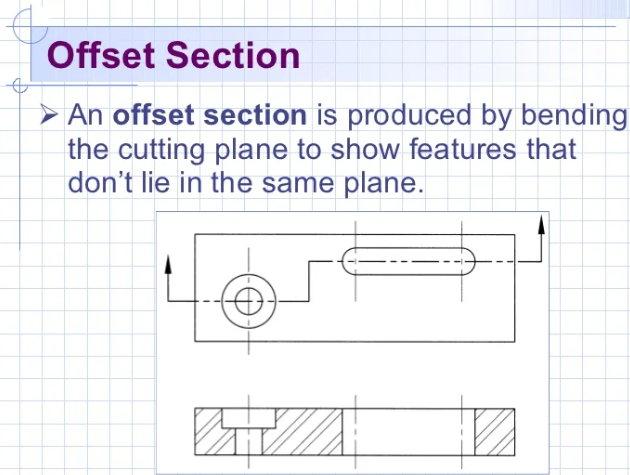 Offset Section
An offset section is produced by bending
the cutting plane to show features that
don't lie in the same plane.